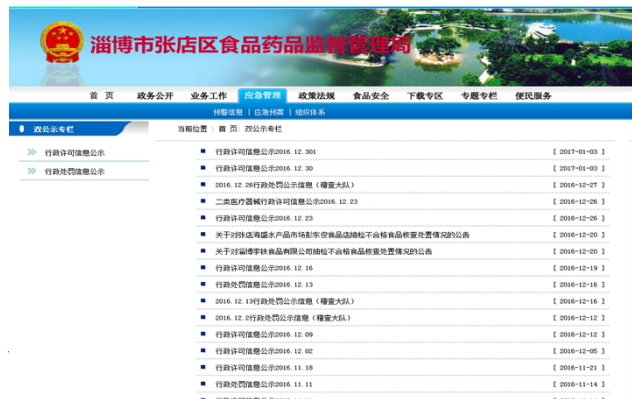 淄博市张店区食品药品监督管理局
首 页 政务公开 业务工作 应急管理 政策法规 食品安全 下载专区 专题专栏 便民服务
预警信息 | 应急预案 | 组织体系
双公示专栏
当前位置 : 首 页: 双公示专栏
行政许可信息公示
行政处罚信息公示
行政许可信息公示2016.12.301 [ 2017-01-03 ]
行政许可信息公示2016.12.30 [ 2017-01-03 ]
2016.12.26行政处罚公示信息（稽查大队） [ 2016-12-27 ]
二类医疗器械行政许可信息公示2016.12.23 [ 2016-12-26 ]
行政许可信息公示2016.12.23 [ 2016-12-26 ]
关于对张店海盛水产品市场彭东俊食品店抽检不合格食品核查处置情况的公告 [ 2016-12-20 ]
关于对淄博李铁食品有限公司抽检不合格食品核查处置情况的公告 [ 2016-12-20 ]
行政许可信息公示2016.12.16 [ 2016-12-19 ]
行政处罚信息公示2016.12.13 [ 2016-12-16 ]
2016.12.13行政处罚公示信息（稽查大队） [ 2016-12-16 ]
2016.12.2行政处罚公示信息（稽查大队） [ 2016-12-12 ]
行政许可信息公示2016.12.09 [ 2016-12-12 ]
行政许可信息公示2016.12.02 [ 2016-12-05 ]
行政许可信息公示2016.11.18 [ 2016-11-21 ]
行政处罚信息公示2016.11.11 [ 2016-11-14 ]